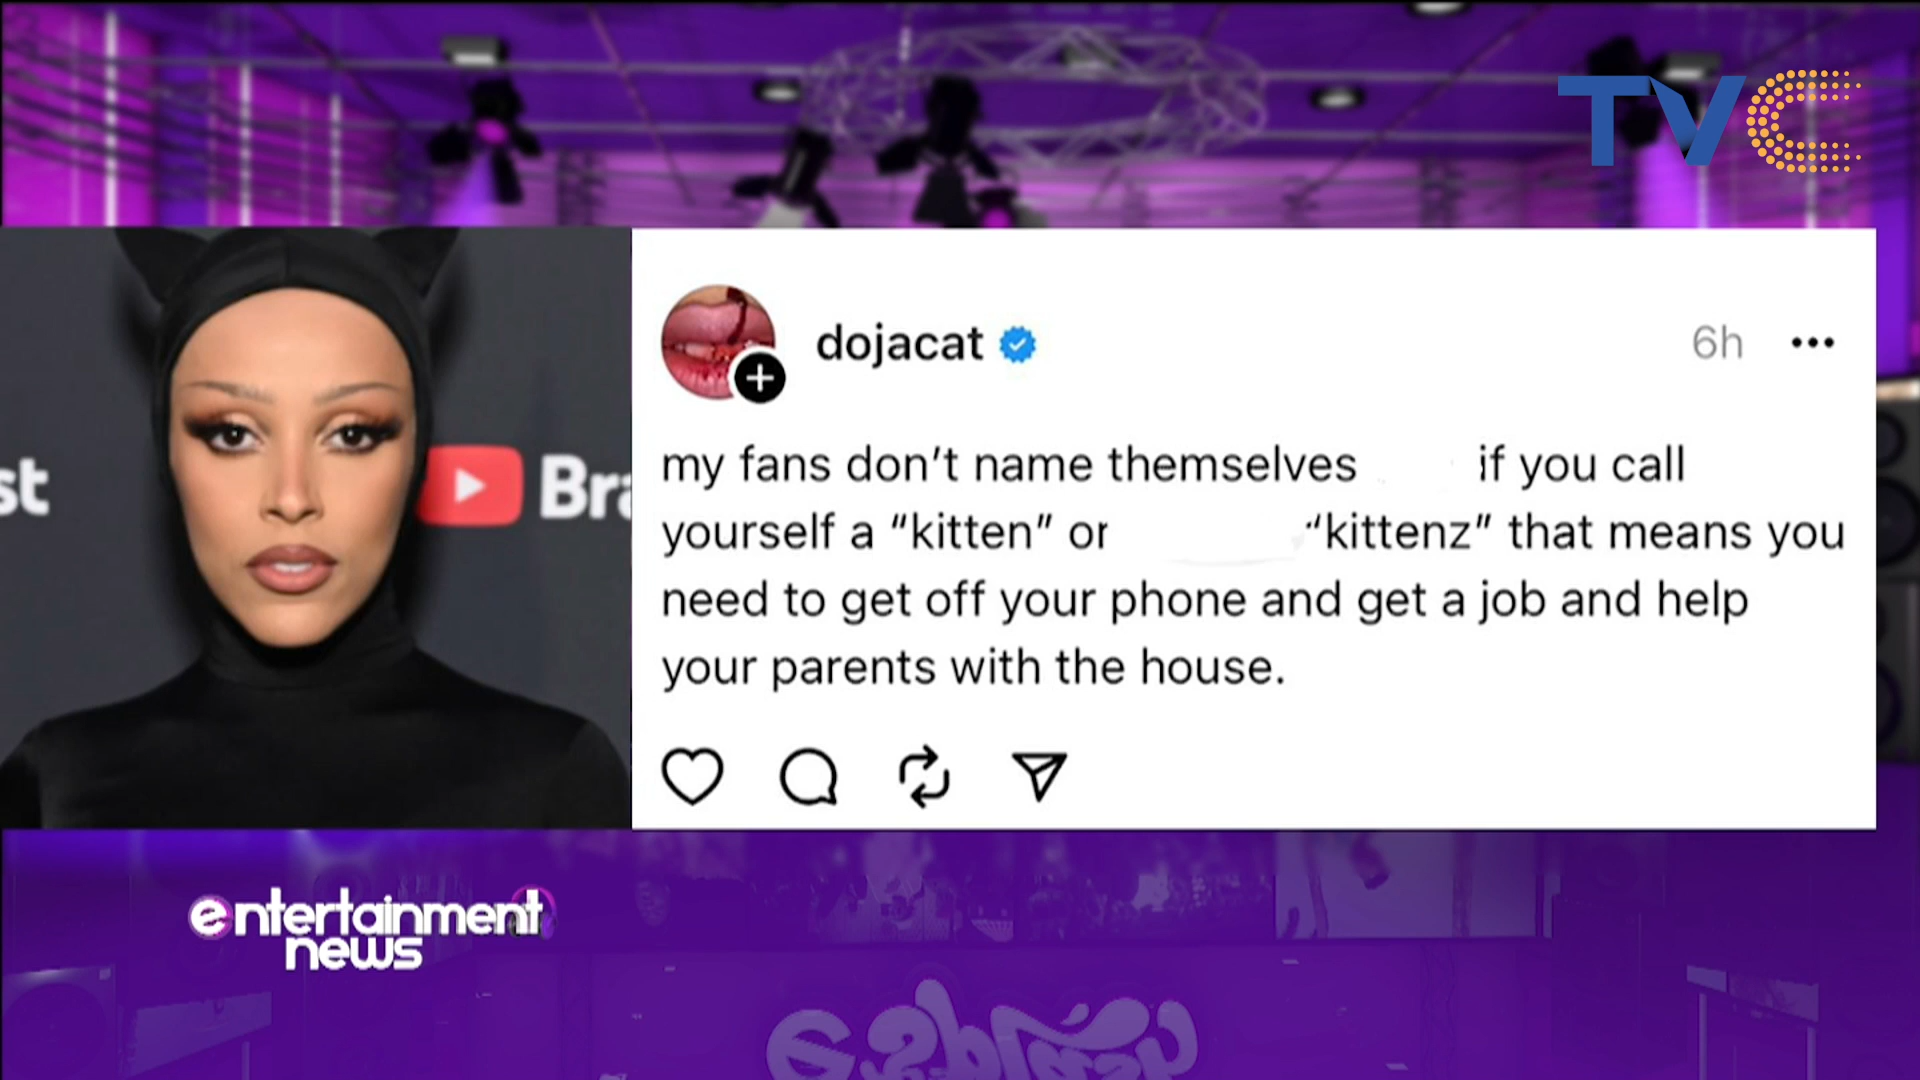 TVC
st
Bra
dojacat
6h
my fans don’t name themselves if you call
yourself a “kitten” or “kittenz” that means you
need to get off your phone and get a job and help
your parents with the house.
entertainment
news